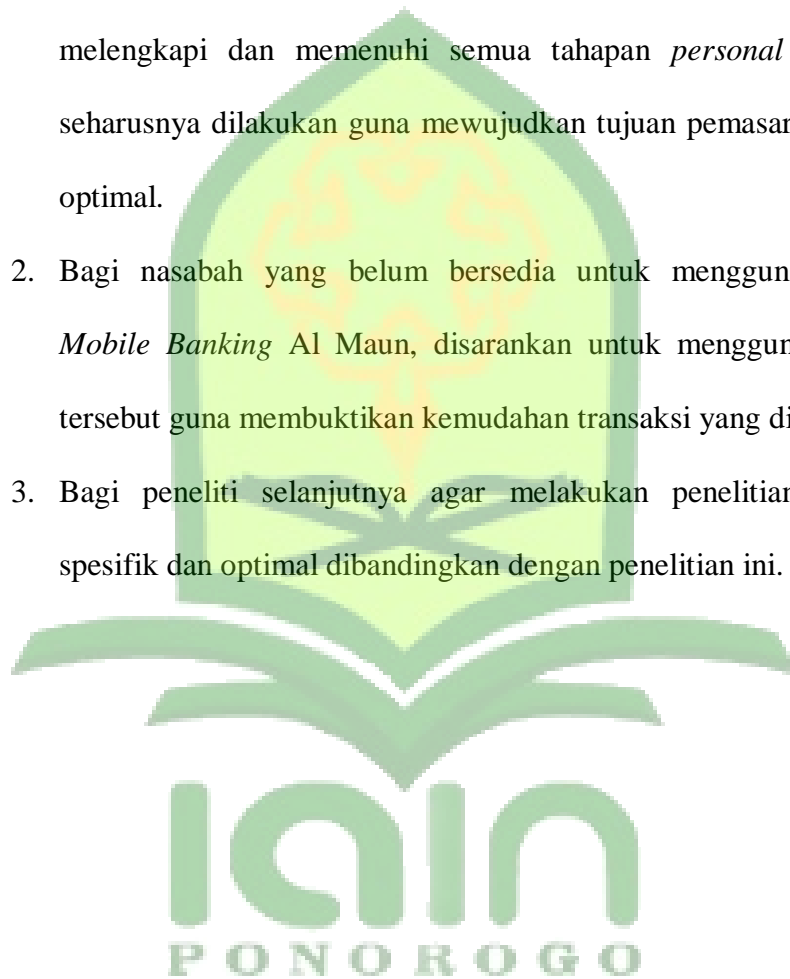 melengkapi dan memenuhi semua tahapan personal
seharusnya dilakukan guna mewujudkan tujuan pemasar
optimal.
2. Bagi nasabah yang belum bersedia untuk menggun
Mobile Banking Al Maun, disarankan untuk menggun
tersebut guna membuktikan kemudahan transaksi yang di
3. Bagi peneliti selanjutnya agar melakukan penelitian
spesifik dan optimal dibandingkan dengan penelitian ini.
iain
PONOROGO